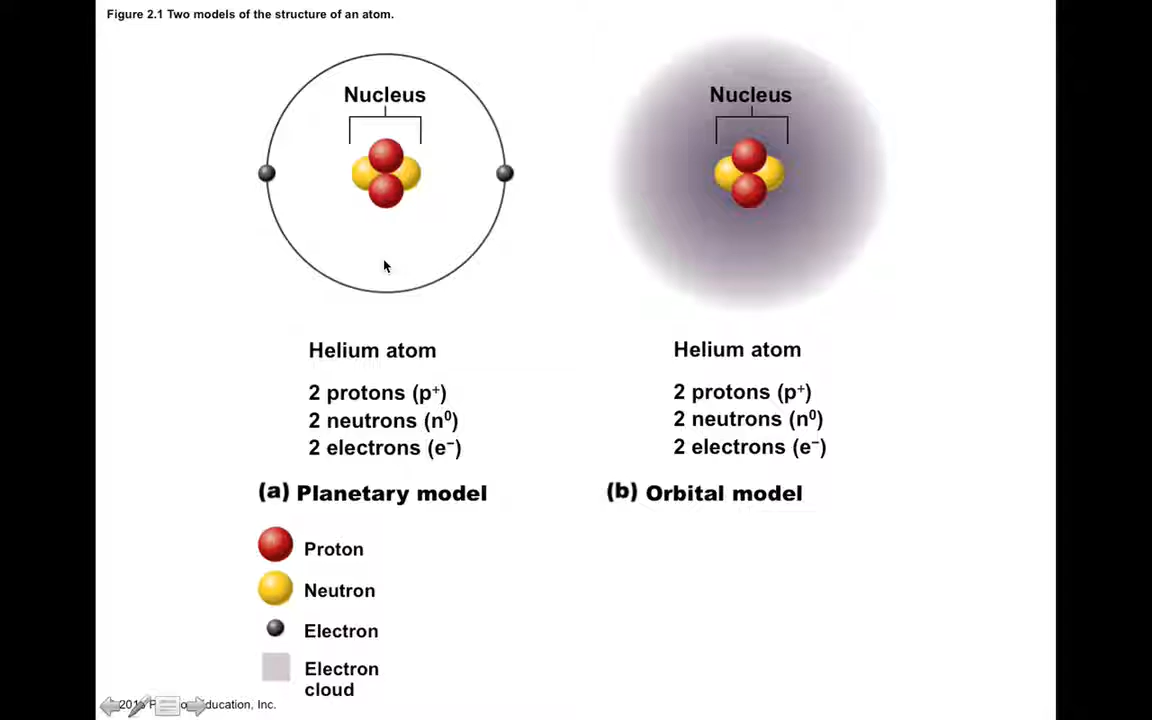 Figure 2.1 Two models of the structure of an atom.
Nucleus
Helium atom
2 protons (p⁺)
2 neutrons (n⁰)
2 electrons (e⁻)
(a) Planetary model
Nucleus
Helium atom
2 protons (p⁺)
2 neutrons (n⁰)
2 electrons (e⁻)
(b) Orbital model
Proton
Neutron
Electron
Electron
cloud
Inc.